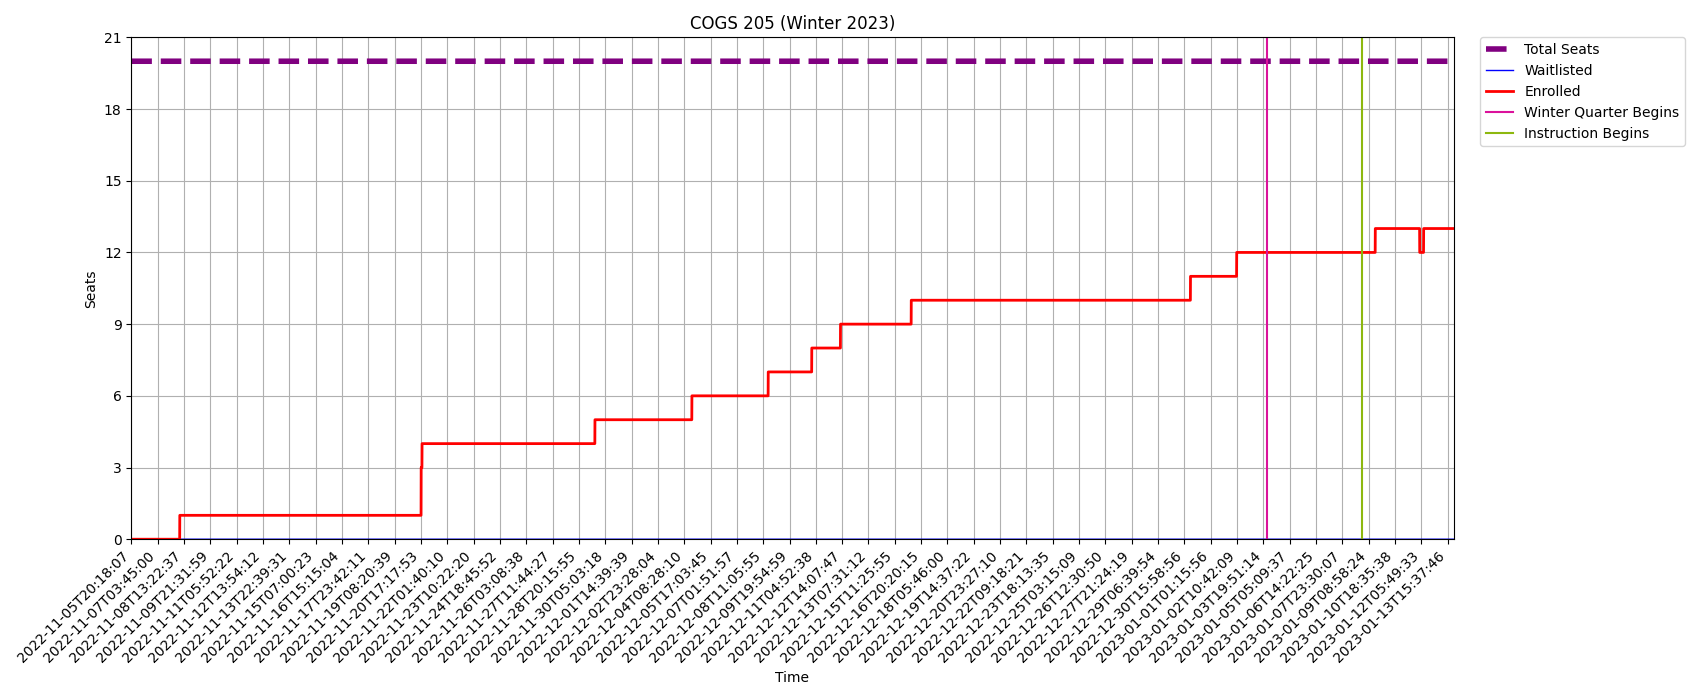 COGS 205 (Winter 2023)
Total Seats
Waitlisted
Enrolled
Winter Quarter Begins
Instruction Begins
21
18
15
12
9
6
3
0
Seats
2022-11-05T20:18:07
2022-11-07T03:45:00
2022-11-08T13:22:37
2022-11-09T21:31:59
2022-11-11T05:52:22
2022-11-12T13:54:12
2022-11-13T22:39:31
2022-11-15T07:00:23
2022-11-16T15:15:04
2022-11-17T23:42:11
2022-11-19T08:20:39
2022-11-20T17:17:53
2022-11-22T01:40:10
2022-11-23T10:22:20
2022-11-24T18:45:52
2022-11-26T03:08:38
2022-11-27T11:44:27
2022-11-28T20:15:55
2022-11-30T05:03:18
2022-12-01T14:39:39
2022-12-02T23:28:04
2022-12-04T08:28:10
2022-12-05T17:03:45
2022-12-07T01:51:57
2022-12-08T11:05:55
2022-12-09T19:54:59
2022-12-11T04:52:38
2022-12-12T14:07:47
2022-12-13T07:31:12
2022-12-15T11:25:55
2022-12-16T20:20:15
2022-12-18T05:46:00
2022-12-19T14:37:22
2022-12-20T23:27:10
2022-12-22T09:18:21
2022-12-23T18:13:35
2022-12-25T03:15:09
2022-12-26T12:30:50
2022-12-27T21:24:19
2022-12-29T06:39:54
2022-12-30T15:58:56
2023-01-01T01:15:56
2023-01-02T10:42:09
2023-01-03T19:51:14
2023-01-05T05:09:37
2023-01-06T14:22:25
2023-01-07T23:30:07
2023-01-09T08:58:24
2023-01-10T18:35:38
2023-01-12T05:49:33
2023-01-13T15:37:46
Time